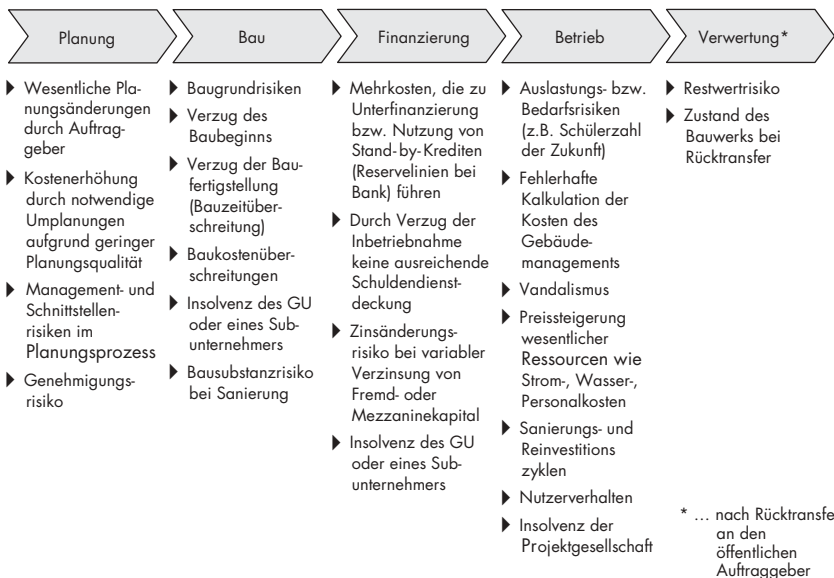 Planung
Bau
Finanzierung
Betrieb
Verwertung*
Wesentliche Pla-
nungsänderungen
durch Auftrag-
geber
Kostenerhöhung
durch notwendige
Umplanungen
aufgrund geringer
Planungsqualität
Management- und
Schnittstellen-
risiken im
Planungsprozess
Genehmigungs-
risiko
Baugrundrisiken
Verzug des
Baubeginns
Verzug der Bau-
fertigstellung
(Bauzeitüber-
schreitung)
Baukostenüber-
schreitungen
Insolvenz des GU
oder eines Sub-
unternehmers
Bausubstanzrisiko
bei Sanierung
Mehrkosten, die zu
Unterfinanzierung
bzw. Nutzung von
Stand-by-Krediten
(Reservelinien bei
Bank) führen
Durch Verzug der
Inbetriebnahme
keine ausreichende
Schuldendienst-
deckung
Zinsänderungs-
risiko bei variabler
Verzinsung von
Fremd- oder
Mezzaninekapital
Insolvenz des GU
oder eines Sub-
unternehmers
Auslastungs- bzw.
Bedarfsrisiken
(z.B. Schülerzahl
der Zukunft)
Fehlerhafte
Kalkulation der
Kosten des
Gebäude-
managements
Vandalismus
Preissteigerung
wesentlicher
Ressourcen wie
Strom-, Wasser-,
Personalkosten
Sanierungs- und
Reinvestitions
zyklen
Nutzerverhalten
Insolvenz der
Projektgesellschaft
Restwertrisiko
Zustand des
Bauwerks bei
Rücktransfer
* ... nach Rücktransfe
an den
öffentlichen
Auftraggeber